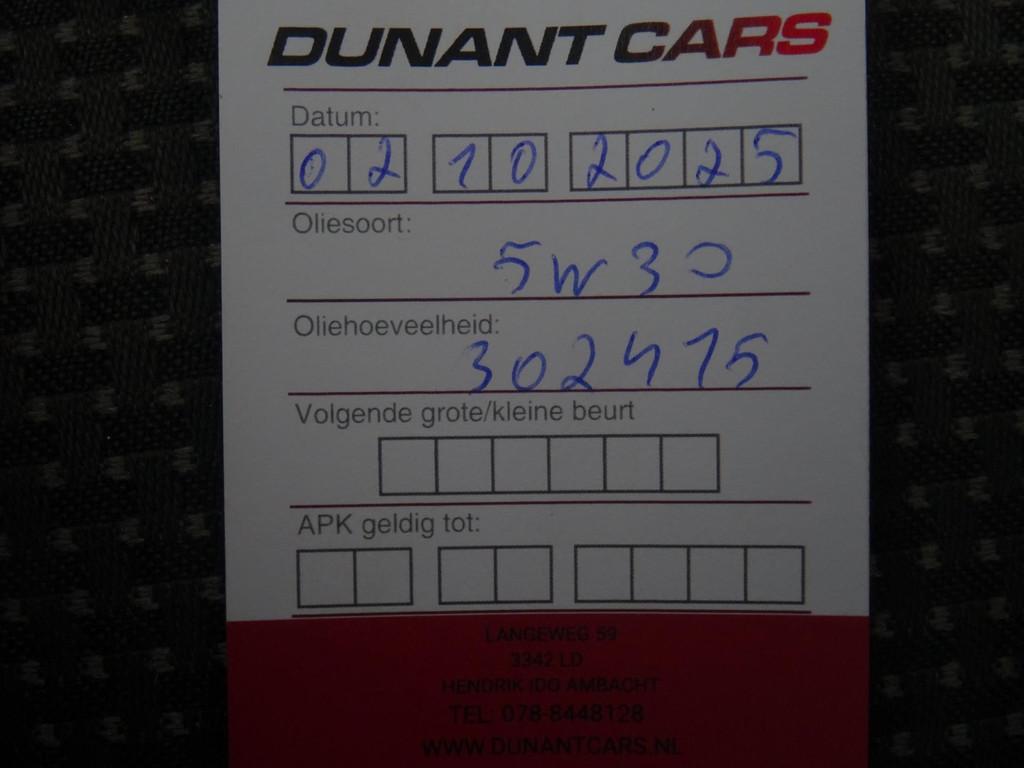 DUNANT CARS
Datum:
02 10 2025
Oliesoort:
5W30
Oliehoeveelheid:
302475
Volgende grote/kleine beurt
APK geldig tot:
LANGEWEG 59
3342 LD
HENDRIK IDO AMBACHT
TEL: 078-8448128
WWW.DUNANTCARS.NL